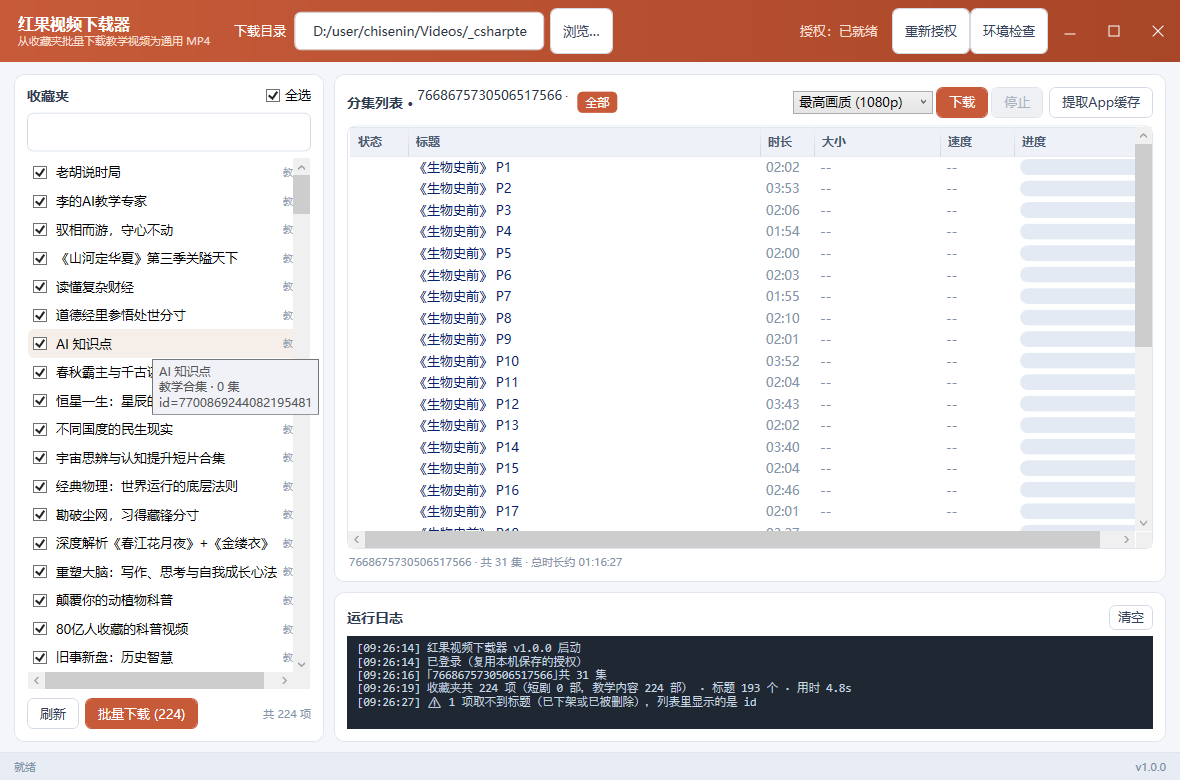 红果视频下载器
从收藏夹批量下载教学视频为通用 MP4
下载目录
D:/user/chisenin/Videos/_csharpte
浏览...
授权：已就绪
重新授权
环境检查
收藏夹
全选
老胡说时局 教
李的AI教学专家 教
驭相而游，守心不动 教
《山河定华夏》第三季关隘天下 教
读懂复杂财经 教
道德经里参悟处世分寸 教
AI 知识点 教
春秋霸主与千古
恒星一生：星辰的
AI 知识点
教学合集 · 0 集
id=7700869244082195481
不同国度的民生现实 教
宇宙思辨与认知提升短片合集 教
经典物理：世界运行的底层法则 教
勘破尘网，习得藏锋分寸 教
深度解析《春江花月夜》+《金缕衣》 教
重塑大脑：写作、思考与自我成长心法 教
颠覆你的动植物科普 教
80亿人收藏的科普视频 教
旧事新盘：历史智慧 教
刷新
批量下载 (224)
共 224 项
分集列表 • 7668675730506517566 ·
全部
最高画质 (1080p)
下载
停止
提取App缓存
状态 标题 时长 大小 速度 进度
《生物史前》 P1 02:02 -- --
《生物史前》 P2 03:53 -- --
《生物史前》 P3 02:06 -- --
《生物史前》 P4 01:54 -- --
《生物史前》 P5 02:00 -- --
《生物史前》 P6 02:03 -- --
《生物史前》 P7 01:55 -- --
《生物史前》 P8 02:10 -- --
《生物史前》 P9 02:01 -- --
《生物史前》 P10 03:52 -- --
《生物史前》 P11 02:04 -- --
《生物史前》 P12 03:43 -- --
《生物史前》 P13 02:02 -- --
《生物史前》 P14 03:40 -- --
《生物史前》 P15 02:04 -- --
《生物史前》 P16 02:46 -- --
《生物史前》 P17 02:01 -- --
7668675730506517566 · 共 31 集 · 总时长约 01:16:27
运行日志
清空
[09:26:14] 红果视频下载器 v1.0.0 启动
[09:26:14] 已登录（复用本机保存的授权）
[09:26:16]「7668675730506517566」共 31 集
[09:26:19] 收藏夹共 224 项（短剧 0 部，教学内容 224 部） · 标题 193 个 · 用时 4.8s
[09:26:27] ⚠ 1 项取不到标题（已下架或已被删除），列表里显示的是 id
就绪
v1.0.0